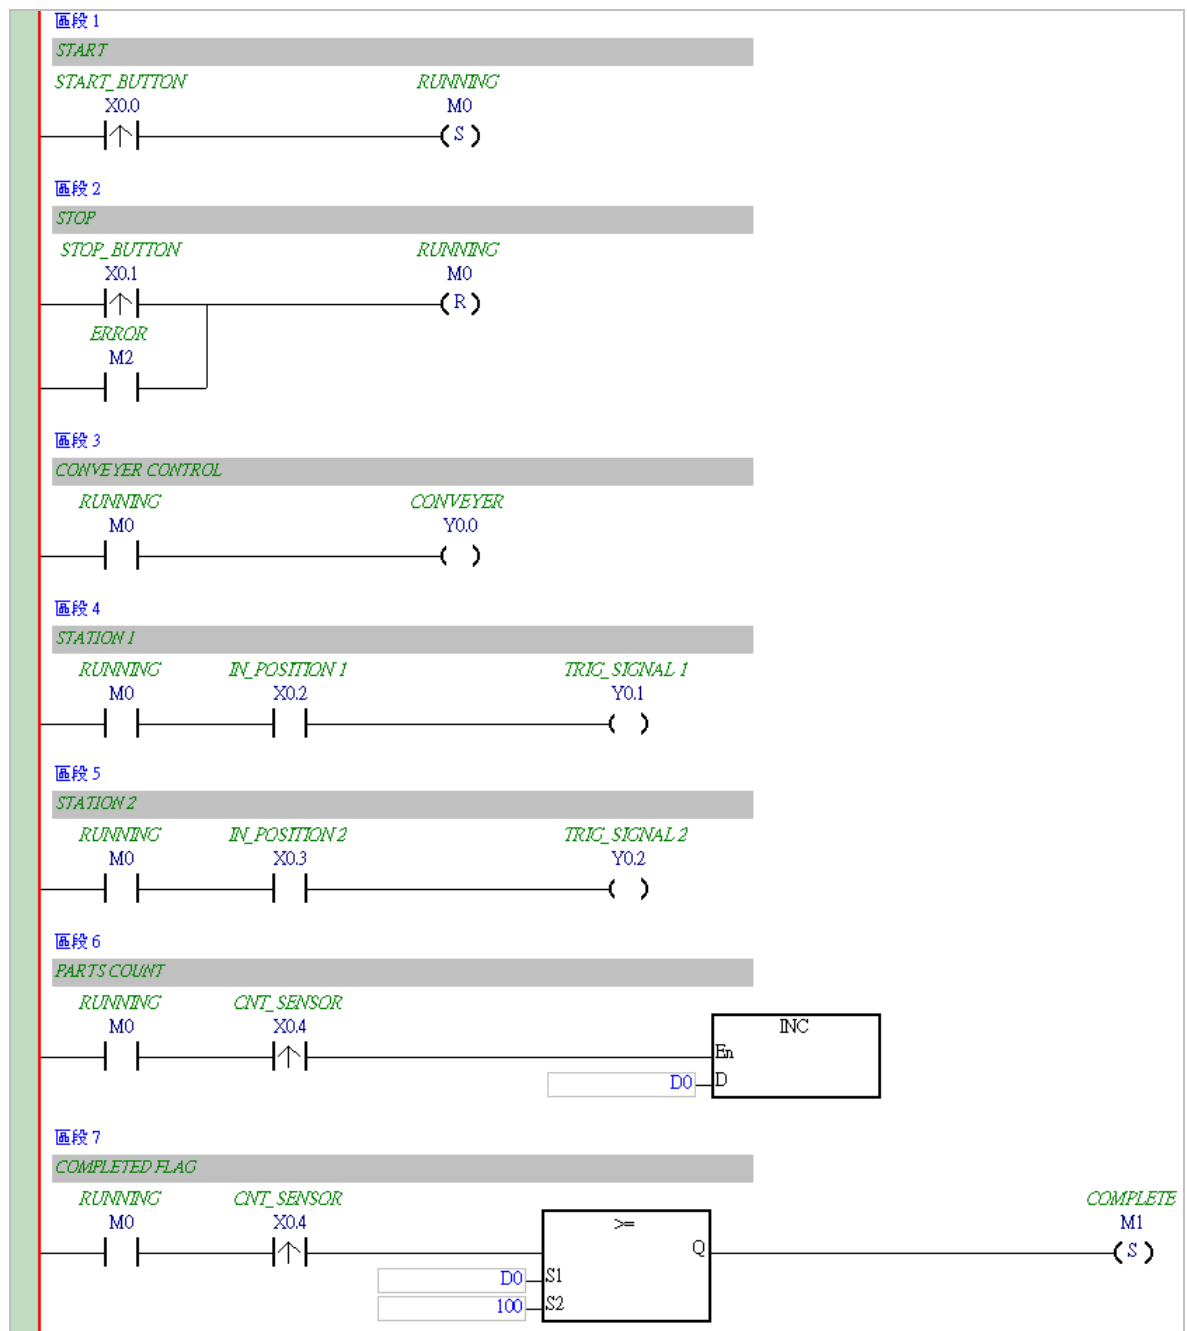 區段 1
START
START_BUTTON RUNNING
X0.0 M0
S
區段 2
STOP
STOP_BUTTON RUNNING
X0.1 M0
R
ERROR
M2
區段 3
CONVEYER CONTROL
RUNNING CONVEYER
M0 Y0.0
區段 4
STATION 1
RUNNING IN_POSITION 1 TRIG_SIGNAL 1
M0 X0.2 Y0.1
區段 5
STATION 2
RUNNING IN_POSITION 2 TRIG_SIGNAL 2
M0 X0.3 Y0.2
區段 6
PARTS COUNT
RUNNING CNT_SENSOR
M0 X0.4 INC
En
D0 D
區段 7
COMPLETED FLAG
RUNNING CNT_SENSOR COMPLETE
M0 X0.4 >= M1
Q S
D0 S1
100 S2